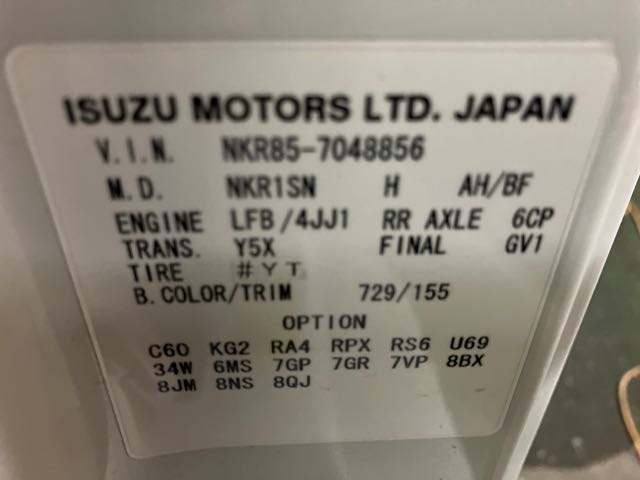 ISUZU MOTORS LTD. JAPAN
V.I.N. NKR85-7048856
M.D. NKR1SN H AH/BF
ENGINE LFB/4JJ1 RR AXLE 6CP
TRANS. Y5X FINAL GV1
TIRE #YT
B.COLOR/TRIM 729/155
OPTION
C60 KG2 RA4 RPX RS6 U69
34W 6MS 7GP 7GR 7VP 8BX
8JM 8NS 8QJ